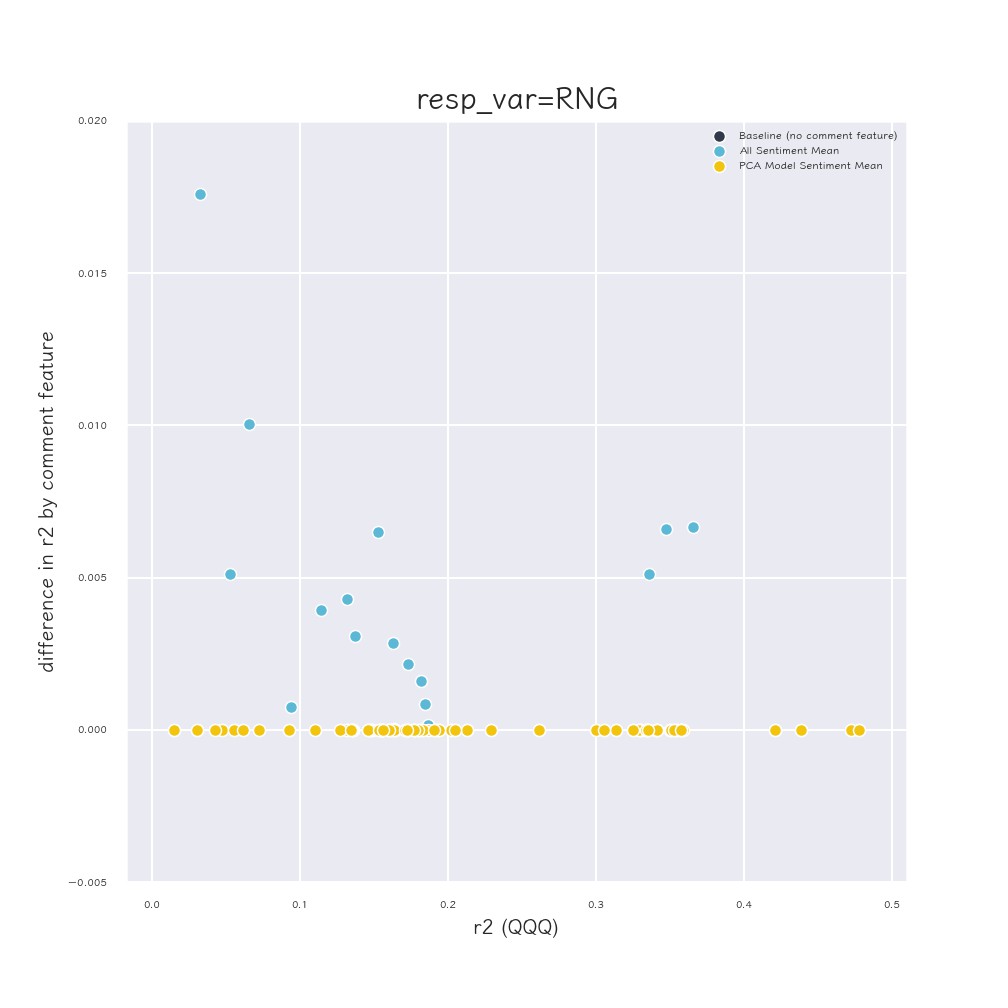 resp_var=RNG
Baseline (no comment feature)
All Sentiment Mean
PCA Model Sentiment Mean
difference in r2 by comment feature
0.020
0.015
0.010
0.005
0.000
−0.005
0.0 0.1 0.2 0.3 0.4 0.5
r2 (QQQ)